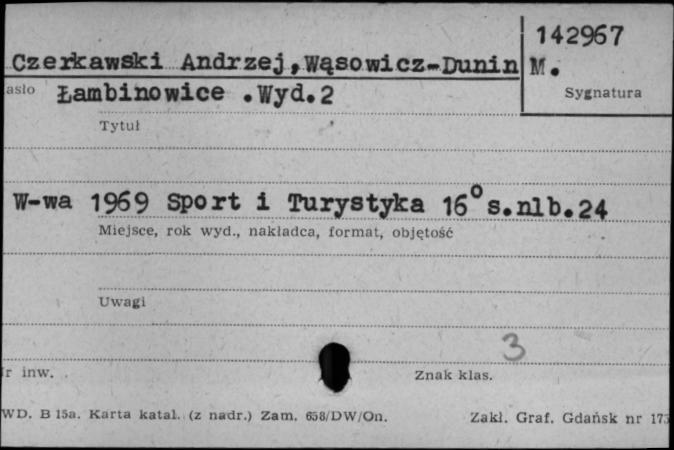 142967
Czerkawski Andrzej,Wąsowicz-Dunin M.
asło Łambinowice .Wyd.2
Sygnatura
Tytuł
W-wa 1969 Sport i Turystyka 16° s.nlb.24
Miejsce, rok wyd., nakładca, format, objętość
Uwagi
3
r inw.
Znak klas.
WD. B 15a. Karta katal. (z nadr.) Zam. 658/DW/On.
Zakł. Graf. Gdańsk nr 173